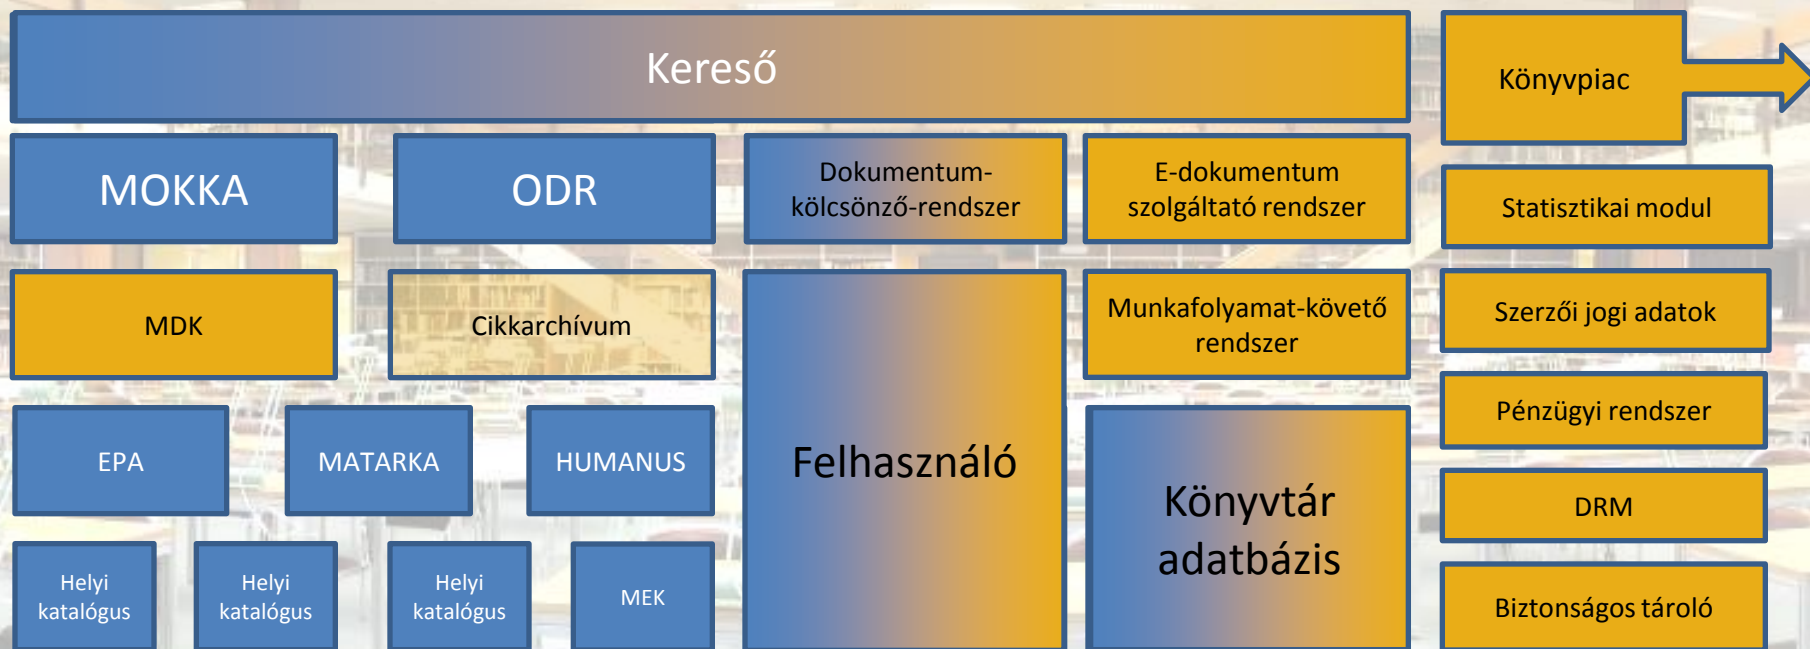 Kereső
Könyvpiac
MOKKA
ODR
Dokumentum-
kölcsönző-rendszer
E-dokumentum
szolgáltató rendszer
Statisztikai modul
MDK
Cikkarchívum
Felhasználó
Munkafolyamat-követő
rendszer
Szerzői jogi adatok
Pénzügyi rendszer
EPA
MATARKA
HUMANUS
Könyvtár
adatbázis
DRM
Helyi
katalógus
Helyi
katalógus
Helyi
katalógus
MEK
Biztonságos tároló